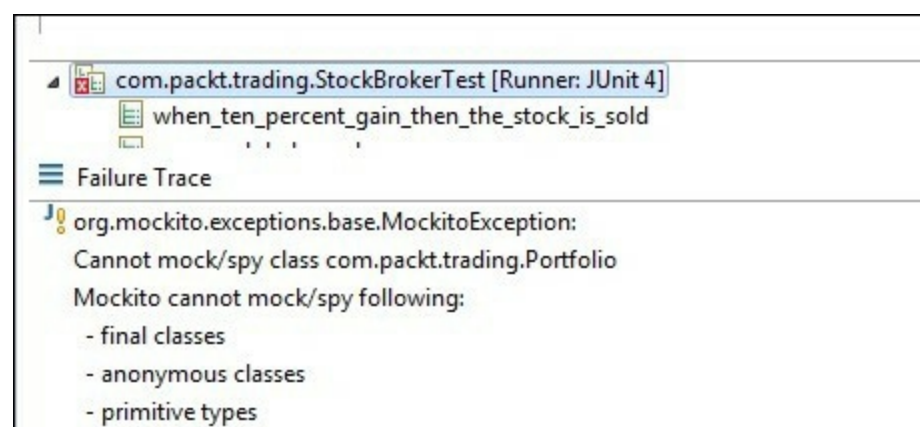 com.packt.trading.StockBrokerTest [Runner: JUnit 4]
when_ten_percent_gain_then_the_stock_is_sold
Failure Trace
org.mockito.exceptions.base.MockitoException:
Cannot mock/spy class com.packt.trading.Portfolio
Mockito cannot mock/spy following:
- final classes
- anonymous classes
- primitive types